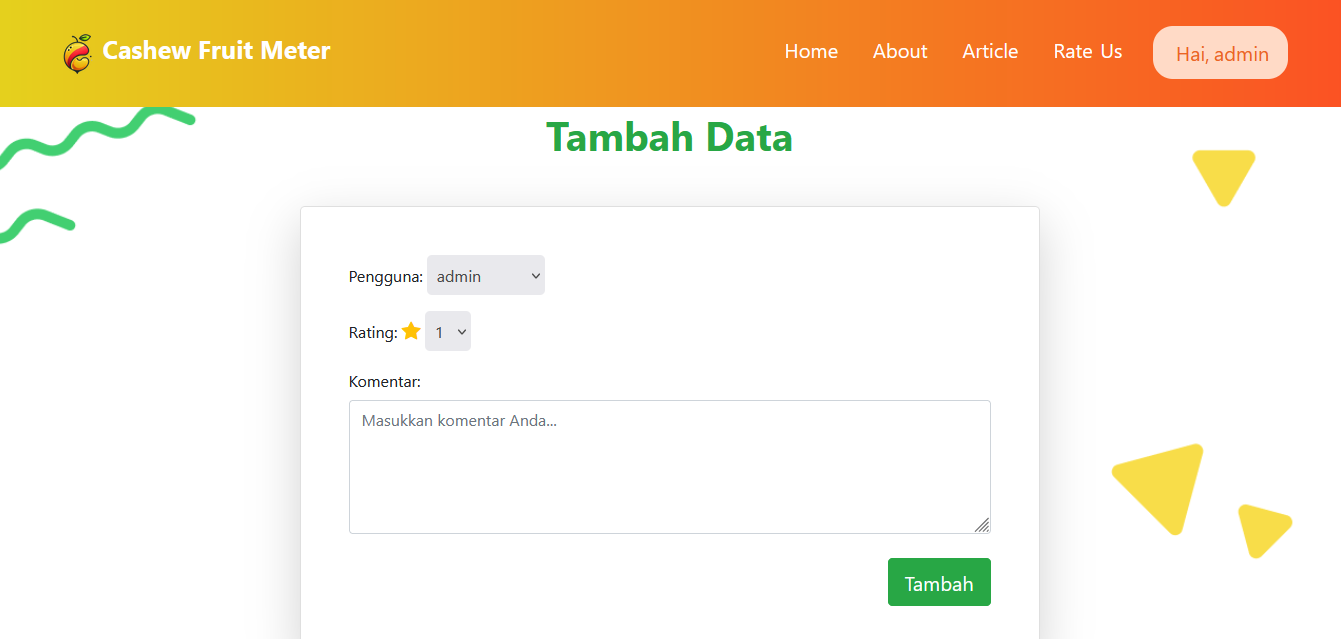 Cashew Fruit Meter
Home About Article Rate Us Hai, admin
Tambah Data
Pengguna: admin
Rating: 1
Komentar:
Masukkan komentar Anda...
Tambah